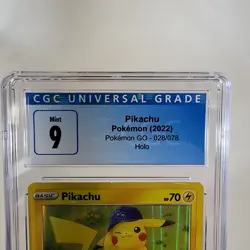 CGC UNIVERSAL GRADE
Mint
9
Pikachu
Pokémon (2022)
Pokémon GO - 028/078
Holo
BASIC Pikachu HP70